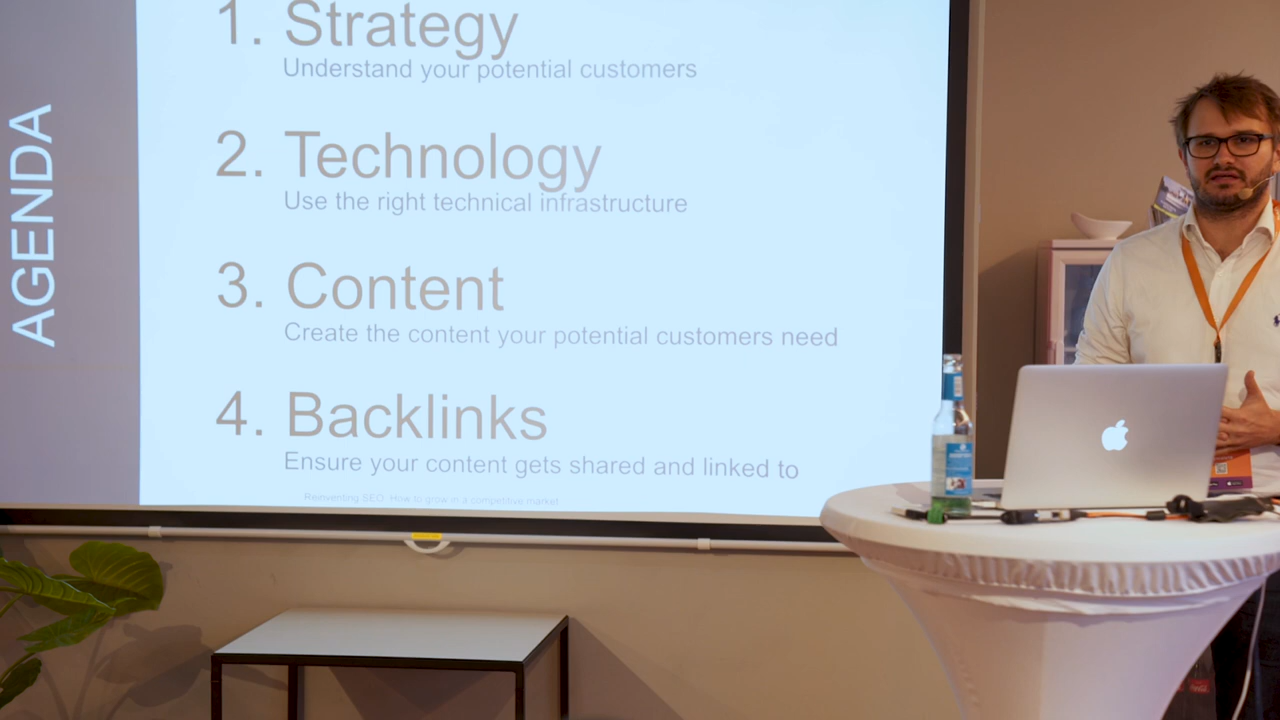 AGENDA
1. Strategy
Understand your potential customers
2. Technology
Use the right technical infrastructure
3. Content
Create the content your potential customers need
4. Backlinks
Ensure your content gets shared and linked to
Reinventing SEO: How to grow in a competitive market